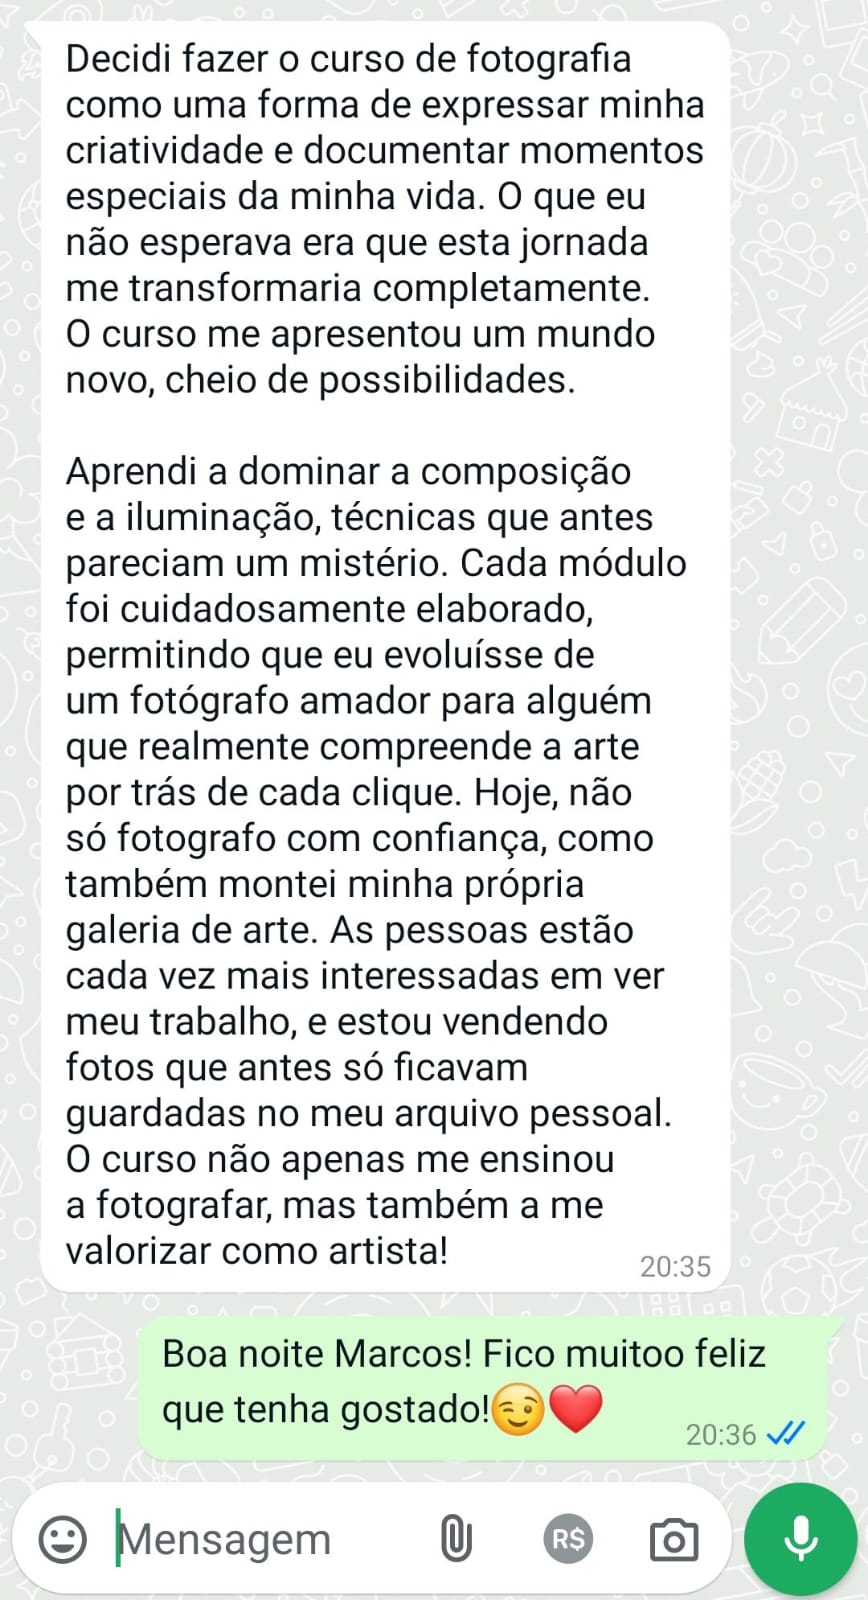 Decidi fazer o curso de fotografia
como uma forma de expressar minha
criatividade e documentar momentos
especiais da minha vida. O que eu
não esperava era que esta jornada
me transformaria completamente.
O curso me apresentou um mundo
novo, cheio de possibilidades.
Aprendi a dominar a composição
e a iluminação, técnicas que antes
pareciam um mistério. Cada módulo
foi cuidadosamente elaborado,
permitindo que eu evoluísse de
um fotógrafo amador para alguém
que realmente compreende a arte
por trás de cada clique. Hoje, não
só fotografo com confiança, como
também montei minha própria
galeria de arte. As pessoas estão
cada vez mais interessadas em ver
meu trabalho, e estou vendendo
fotos que antes só ficavam
guardadas no meu arquivo pessoal.
O curso não apenas me ensinou
a fotografar, mas também a me
valorizar como artista!
20:35
Boa noite Marcos! Fico muitoo feliz
que tenha gostado!😉❤️
20:36
Mensagem
R$